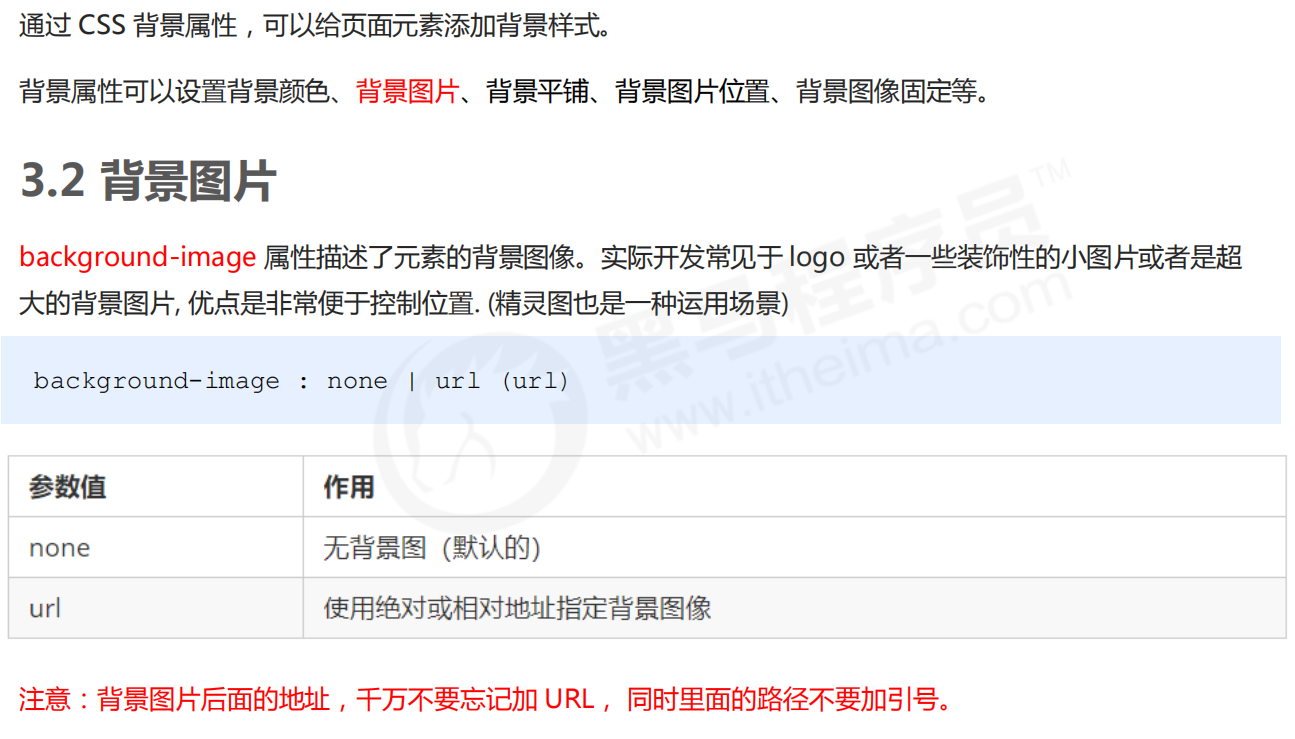 通过 CSS 背景属性，可以给页面元素添加背景样式。
背景属性可以设置背景颜色、背景图片、背景平铺、背景图片位置、背景图像固定等。
3.2 背景图片
background-image 属性描述了元素的背景图像。实际开发常见于 logo 或者一些装饰性的小图片或者是超
大的背景图片, 优点是非常便于控制位置. (精灵图也是一种运用场景)
黑马程序员™
www.itheima.com
background-image : none | url (url)
参数值 作用
none 无背景图（默认的）
url 使用绝对或相对地址指定背景图像
注意：背景图片后面的地址，千万不要忘记加 URL， 同时里面的路径不要加引号。